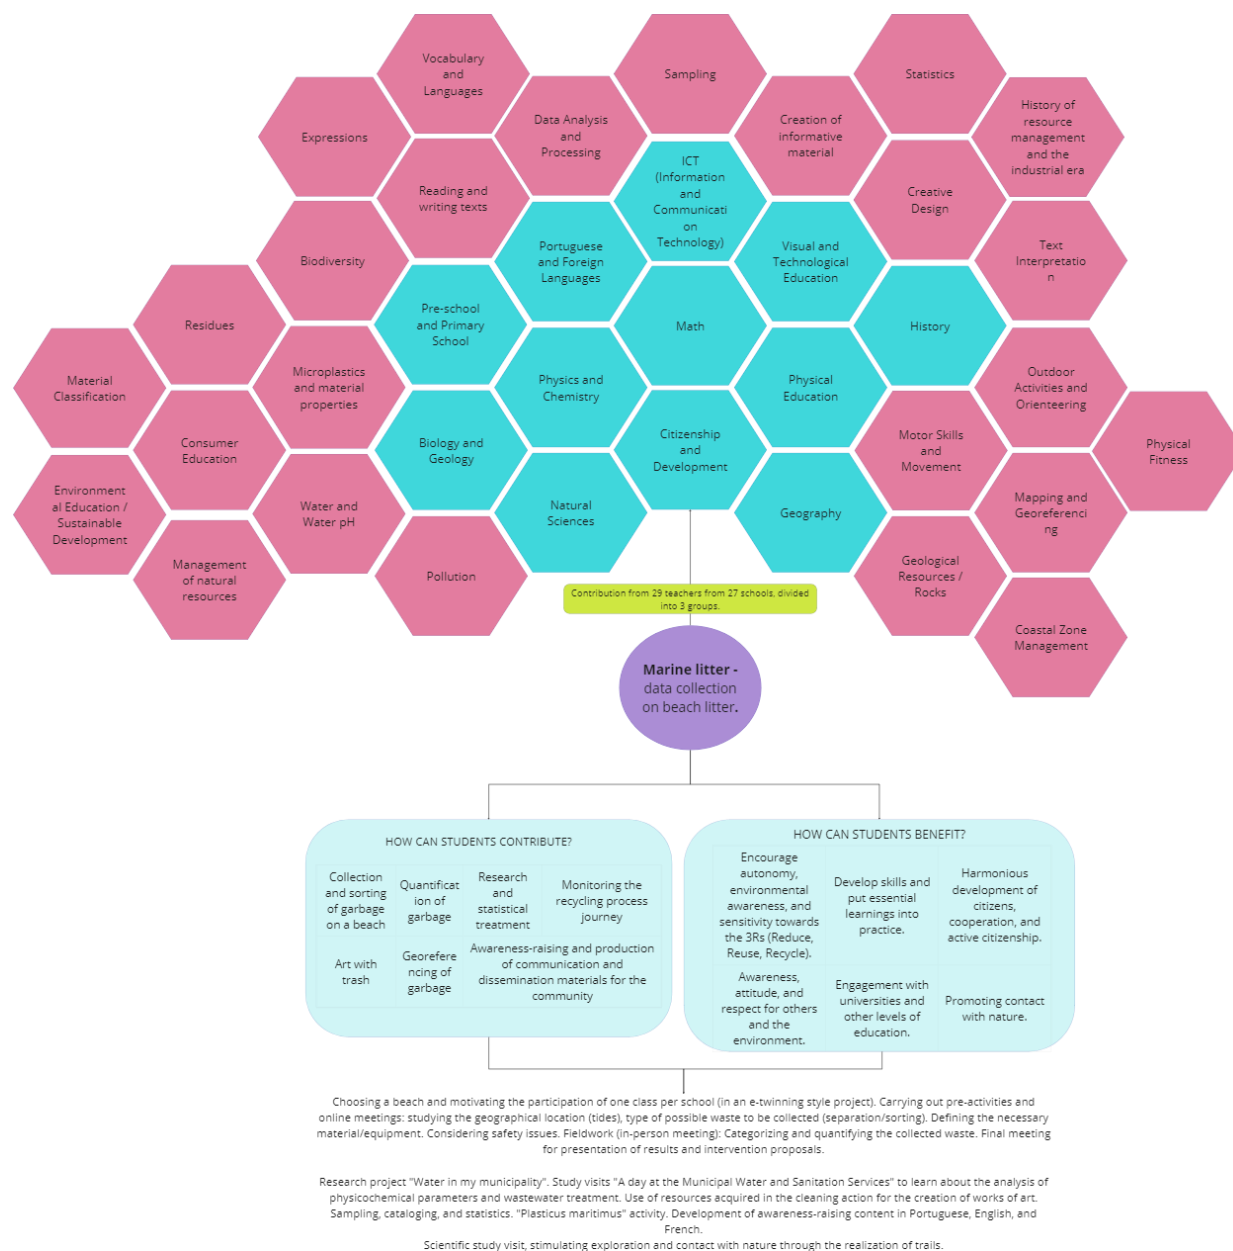 Vocabulary
and
Languages
Sampling
Statistics
Expressions
Data Analysis
and
Processing
Creation of
informative
material
History of
resource
management
and the
industrial era
Reading and
writing texts
ICT
(Information
and
Communicati
on
Technology)
Creative
Design
Biodiversity
Portuguese
and Foreign
Languages
Visual and
Technological
Education
Text
Interpretatio
n
Residues
Pre-school
and Primary
School
Math
History
Material
Classification
Microplastics
and material
properties
Physics and
Chemistry
Physical
Education
Outdoor
Activities and
Orienteering
Consumer
Education
Biology and
Geology
Citizenship
and
Development
Motor Skills
and
Movement
Physical
Fitness
Environment
al Education /
Sustainable
Development
Water and
Water pH
Natural
Sciences
Geography
Mapping and
Georeferenci
ng
Management
of natural
resources
Pollution
Geological
Resources /
Rocks
Coastal Zone
Management
Contribution from 29 teachers from 27 schools, divided
into 3 groups.
Marine litter -
data collection
on beach litter.
HOW CAN STUDENTS CONTRIBUTE?
Collection
and sorting
of garbage
on a beach
Quantificat
ion of
garbage
Research
and
statistical
treatment
Monitoring the
recycling process
journey
Art with
trash
Georefere
ncing of
garbage
Awareness-raising and production
of communication and
dissemination materials for the
community
HOW CAN STUDENTS BENEFIT?
Encourage
autonomy,
environmental
awareness, and
sensitivity towards
the 3Rs (Reduce,
Reuse, Recycle).
Develop skills and
put essential
learnings into
practice.
Harmonious
development of
citizens,
cooperation, and
active citizenship.
Awareness,
attitude, and
respect for others
and the
environment.
Engagement with
universities and
other levels of
education.
Promoting contact
with nature.
Choosing a beach and motivating the participation of one class per school (in an e-twinning style project). Carrying out pre-activities and
online meetings: studying the geographical location (tides), type of possible waste to be collected (separation/sorting). Defining the necessary
material/equipment. Considering safety issues. Fieldwork (in-person meeting): Categorizing and quantifying the collected waste. Final meeting
for presentation of results and intervention proposals.
Research project "Water in my municipality". Study visits "A day at the Municipal Water and Sanitation Services" to learn about the analysis of
physicochemical parameters and wastewater treatment. Use of resources acquired in the cleaning action for the creation of works of art.
Sampling, cataloging, and statistics. "Plasticus maritimus" activity. Development of awareness-raising content in Portuguese, English, and
French.
Scientific study visit, stimulating exploration and contact with nature through the realization of trails.